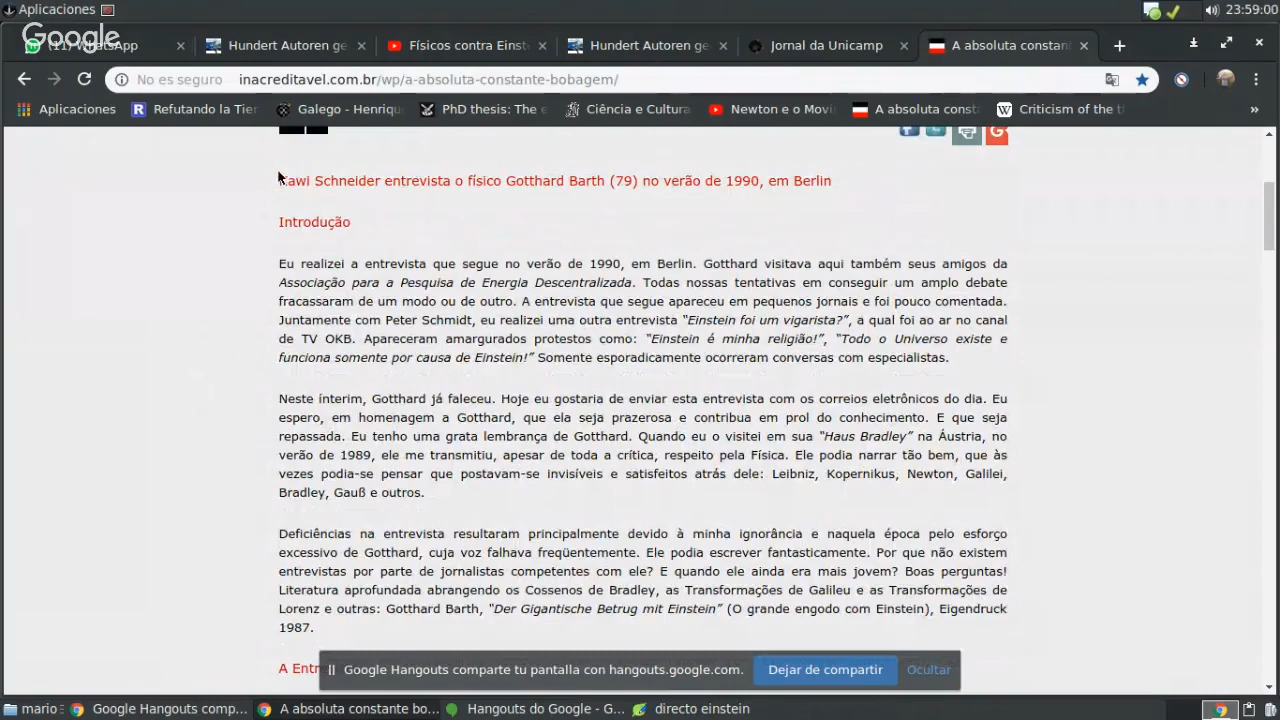 Aplicaciones
23:59:00
Google
(11) WhatsApp
Hundert Autoren ge
Físicos contra Einst
Hundert Autoren ge
Jornal da Unicamp
A absoluta constan
No es seguro
inacreditavel.com.br/wp/a-absoluta-constante-bobagem/
Aplicaciones
Refutando la Tier
Galego - Henriqu
PhD thesis: The e
Ciência e Cultura
Newton e o Movi
A absoluta consta
Criticism of the t
»
awi Schneider entrevista o físico Gotthard Barth (79) no verão de 1990, em Berlin
Introdução
Eu realizei a entrevista que segue no verão de 1990, em Berlin. Gotthard visitava aqui também seus amigos da
Associação para a Pesquisa de Energia Descentralizada. Todas nossas tentativas em conseguir um amplo debate
fracassaram de um modo ou de outro. A entrevista que segue apareceu em pequenos jornais e foi pouco comentada.
Juntamente com Peter Schmidt, eu realizei uma outra entrevista “Einstein foi um vigarista?”, a qual foi ao ar no canal
de TV OKB. Apareceram amargurados protestos como: “Einstein é minha religião!”, “Todo o Universo existe e
funciona somente por causa de Einstein!” Somente esporadicamente ocorreram conversas com especialistas.
Neste ínterim, Gotthard já faleceu. Hoje eu gostaria de enviar esta entrevista com os correios eletrônicos do dia. Eu
espero, em homenagem a Gotthard, que ela seja prazerosa e contribua em prol do conhecimento. E que seja
repassada. Eu tenho uma grata lembrança de Gotthard. Quando eu o visitei em sua “Haus Bradley” na Áustria, no
verão de 1989, ele me transmitiu, apesar de toda a crítica, respeito pela Física. Ele podia narrar tão bem, que às
vezes podia-se pensar que postavam-se invisíveis e satisfeitos atrás dele: Leibniz, Kopernikus, Newton, Galilei,
Bradley, Gauß e outros.
Deficiências na entrevista resultaram principalmente devido à minha ignorância e naquela época pelo esforço
excessivo de Gotthard, cuja voz falhava freqüentemente. Ele podia escrever fantasticamente. Por que não existem
entrevistas por parte de jornalistas competentes com ele? E quando ele ainda era mais jovem? Boas perguntas!
Literatura aprofundada abrangendo os Cossenos de Bradley, as Transformações de Galileu e as Transformações de
Lorenz e outras: Gotthard Barth, “Der Gigantische Betrug mit Einstein” (O grande engodo com Einstein), Eigendruck
1987.
A Entr
Google Hangouts comparte tu pantalla con hangouts.google.com.
Dejar de compartir
Ocultar
mario
Google Hangouts comp...
A absoluta constante bo...
Hangouts do Google - G...
directo einstein